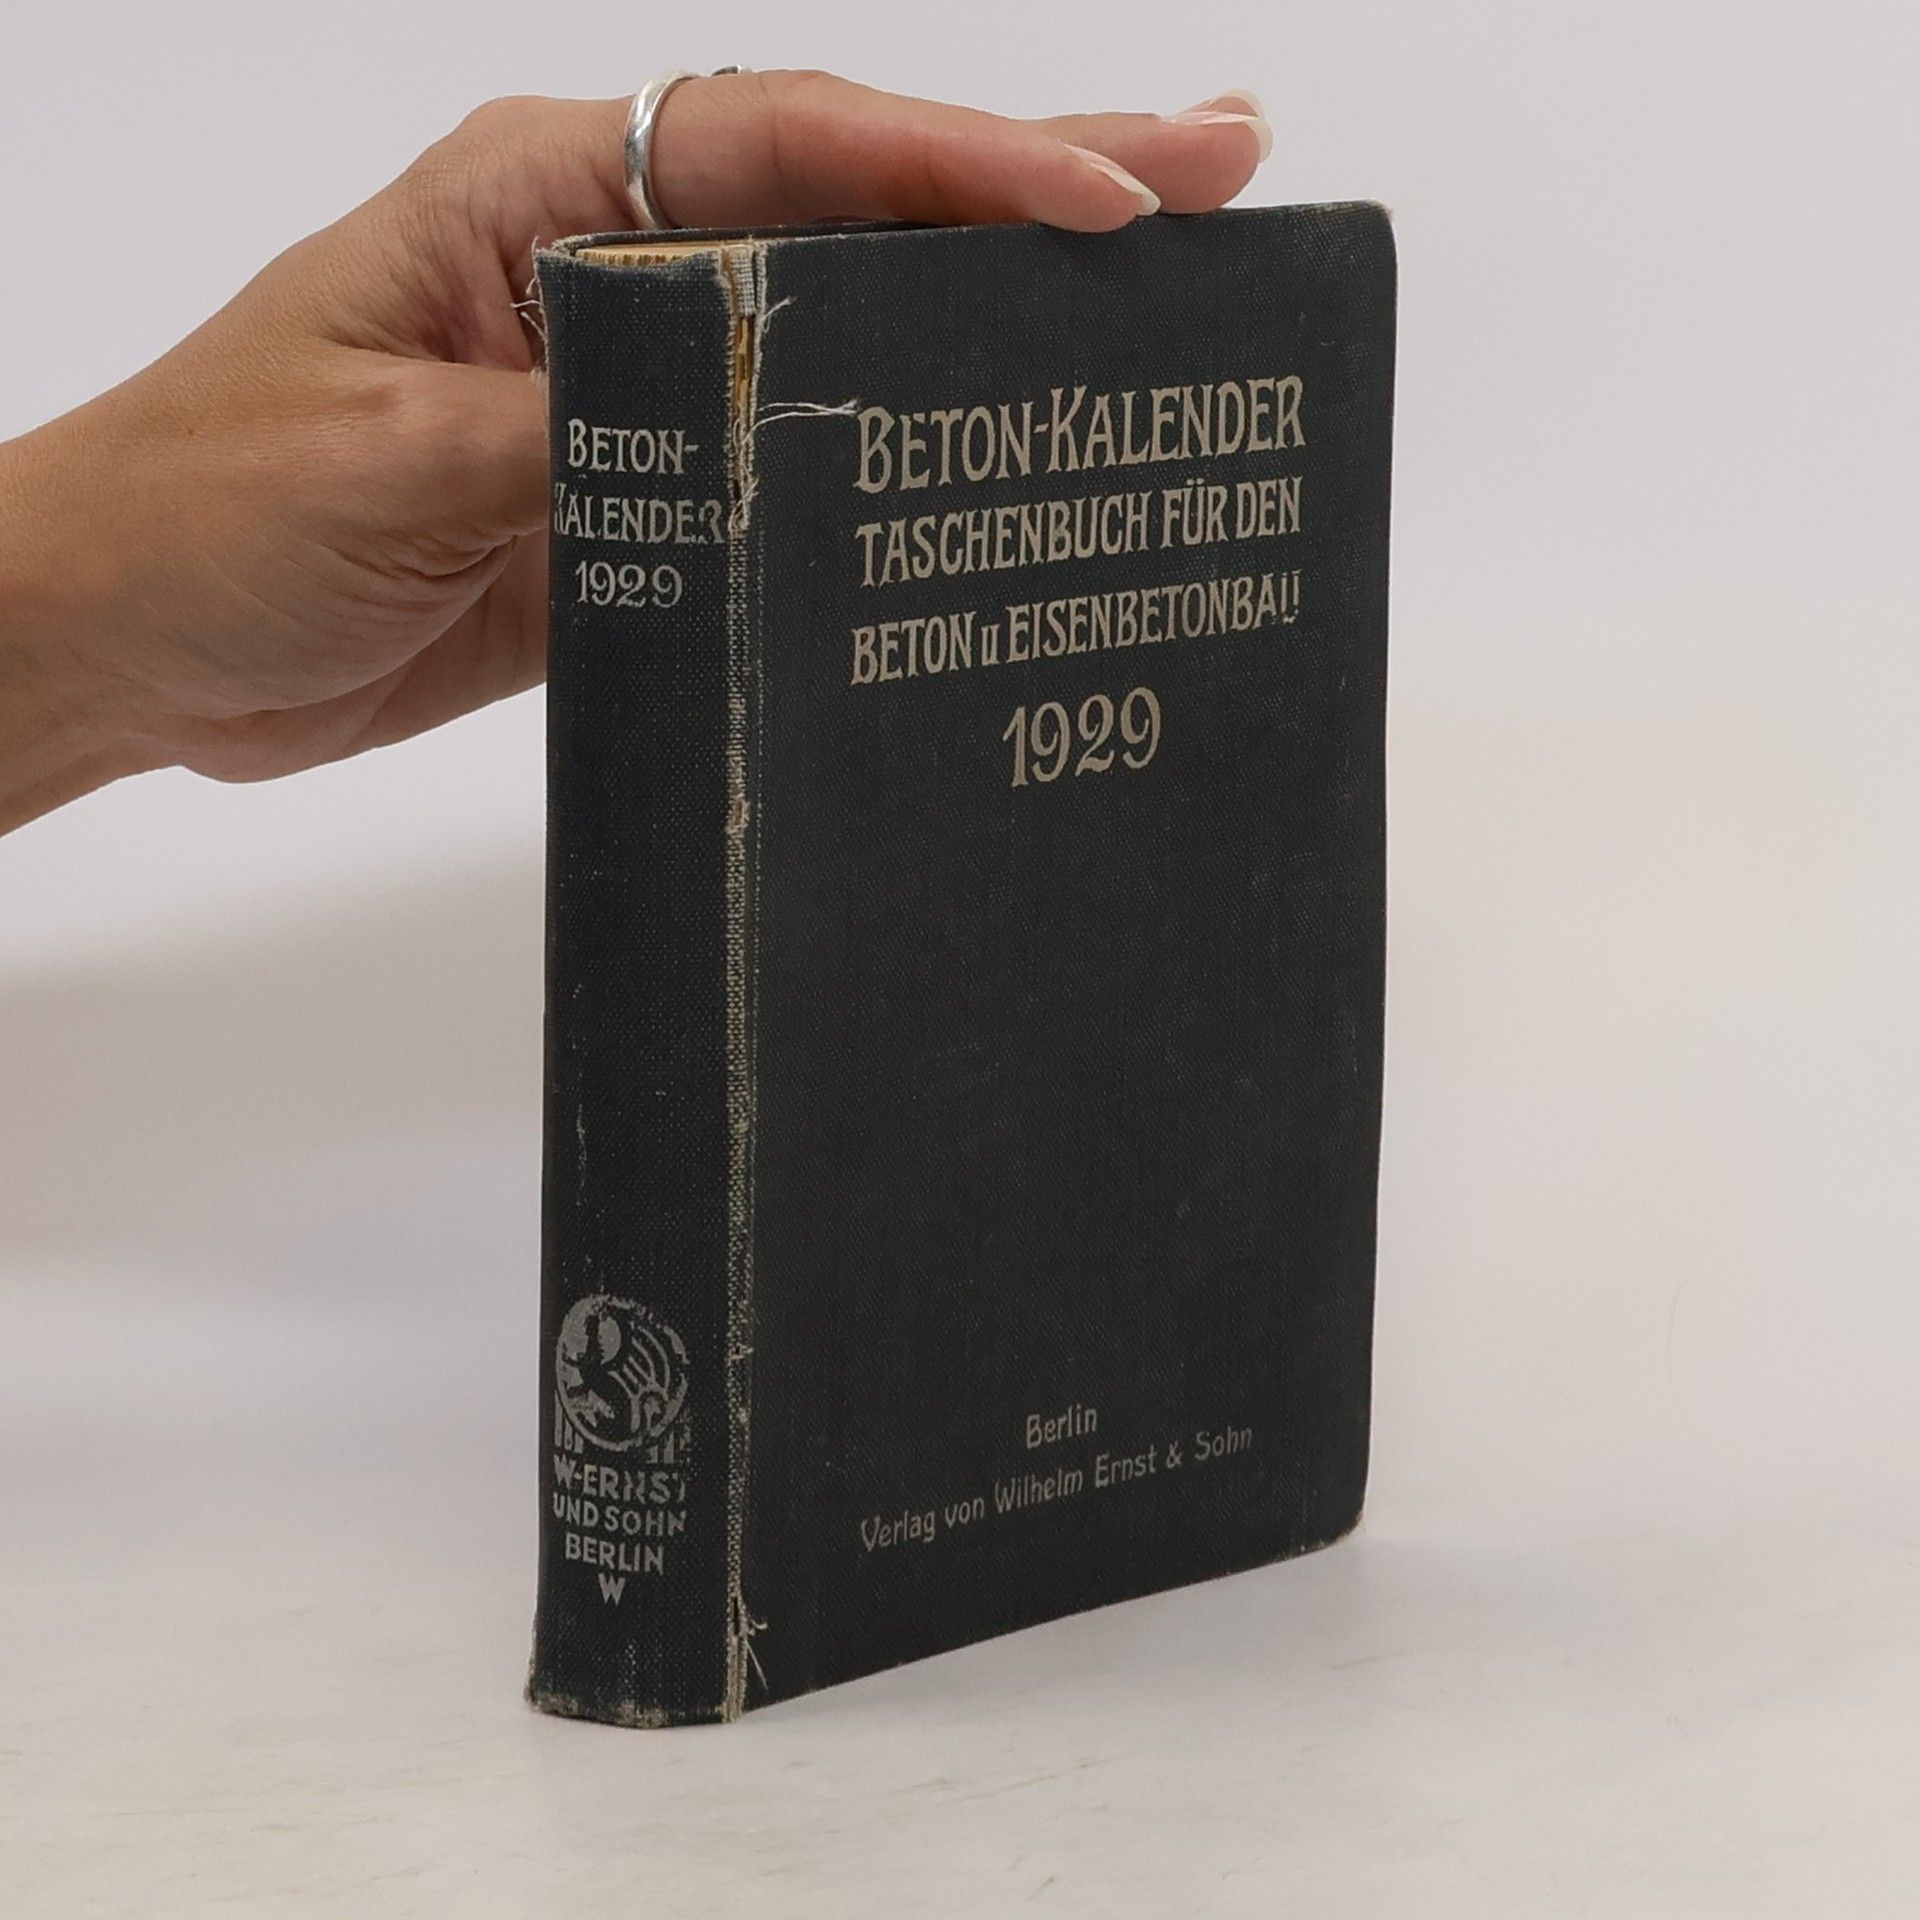 BETON-
KALENDER
1929
W-ERNST
UND SOHN
BERLIN
W
BETON-KALENDER
TASCHENBUCH FÜR DEN
BETON u EISENBETONBAU
1929
Berlin
Verlag von Wilhelm Ernst & Sohn